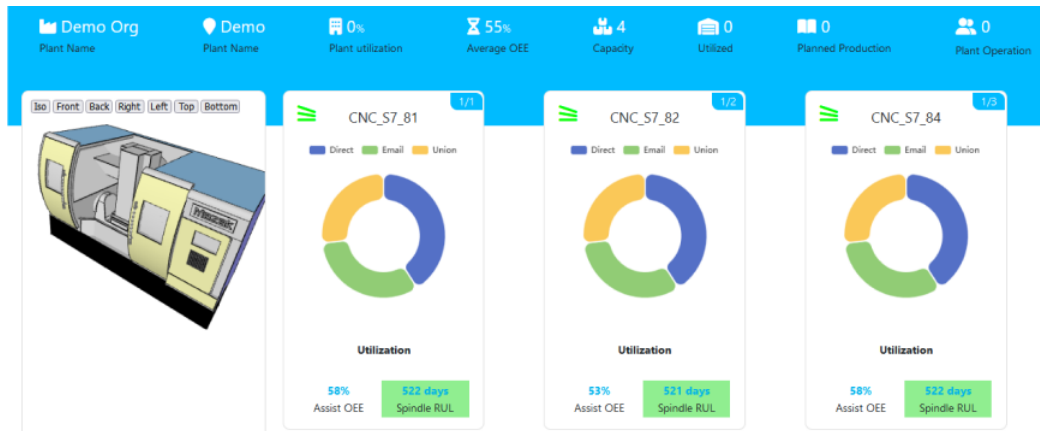 Demo Org
Plant Name
Demo
Plant Name
0%
Plant utilization
55%
Average OEE
4
Capacity
0
Utilized
0
Planned Production
0
Plant Operation
Iso Front Back Right Left Top Bottom
1/1
CNC_S7_81
Direct Email Union
Utilization
58%
Assist OEE
522 days
Spindle RUL
1/2
CNC_S7_82
Direct Email Union
Utilization
53%
Assist OEE
521 days
Spindle RUL
1/3
CNC_S7_84
Direct Email Union
Utilization
58%
Assist OEE
522 days
Spindle RUL